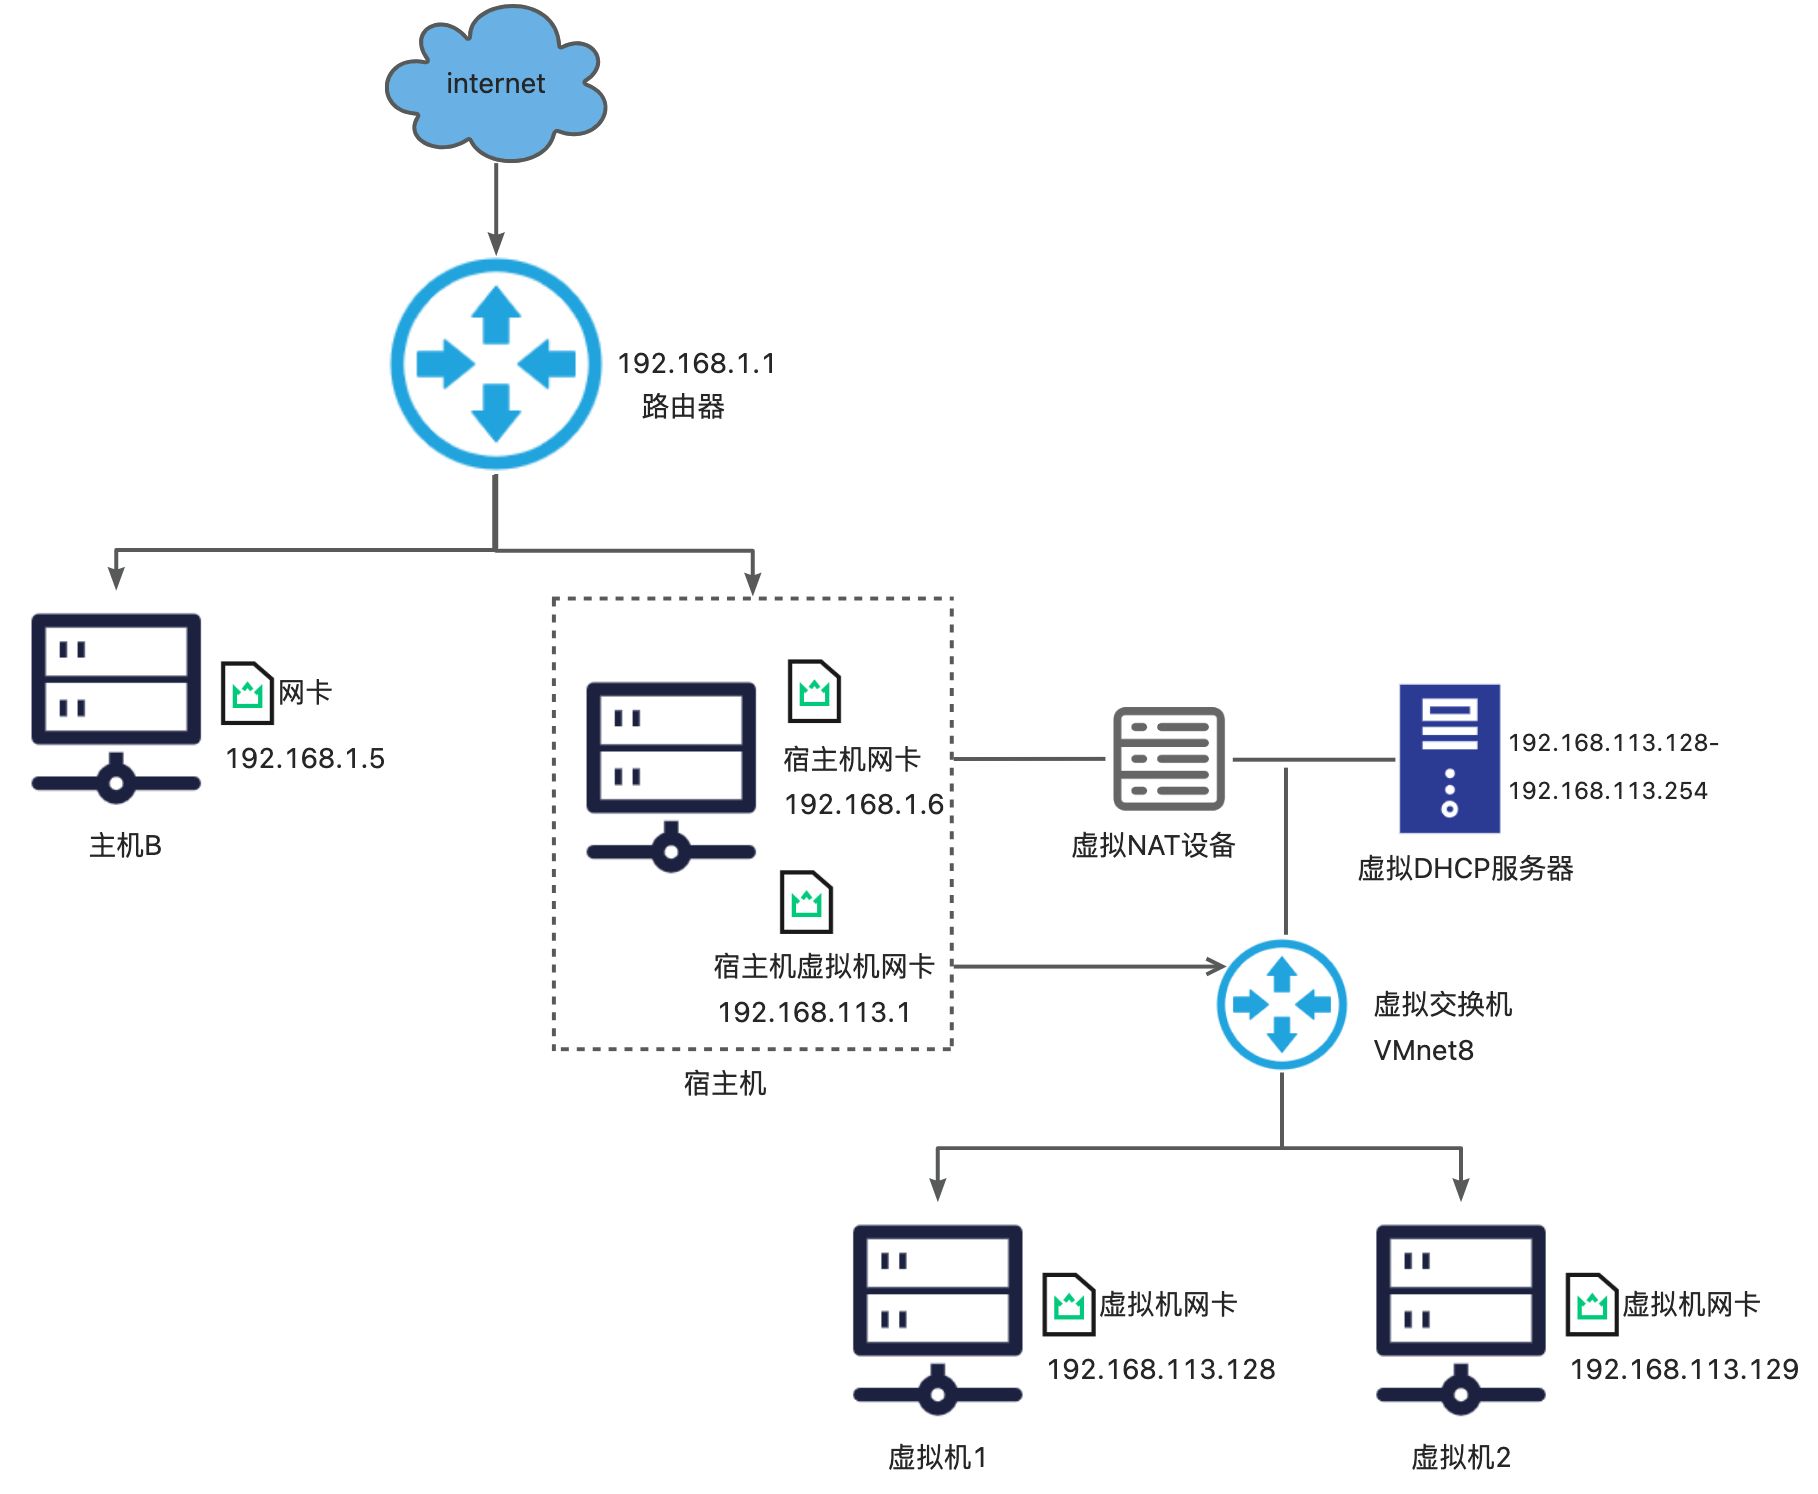 internet
192.168.1.1
路由器
网卡
192.168.1.5
主机B
宿主机网卡
192.168.1.6
宿主机虚拟机网卡
192.168.113.1
宿主机
虚拟NAT设备
192.168.113.128-
192.168.113.254
虚拟DHCP服务器
虚拟交换机
VMnet8
虚拟机网卡
192.168.113.128
虚拟机1
虚拟机网卡
192.168.113.129
虚拟机2